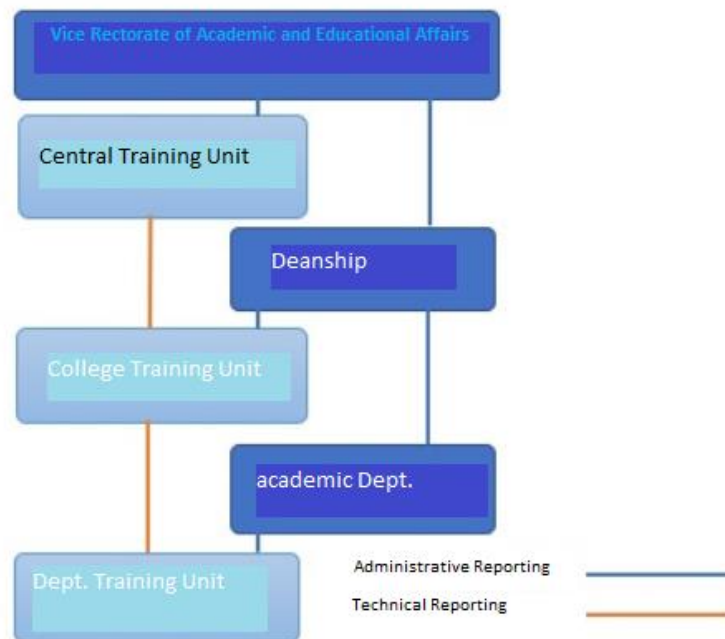 Vice Rectorate of Academic and Educational Affairs
Central Training Unit
Deanship
College Training Unit
academic Dept.
Dept. Training Unit
Administrative Reporting
Technical Reporting